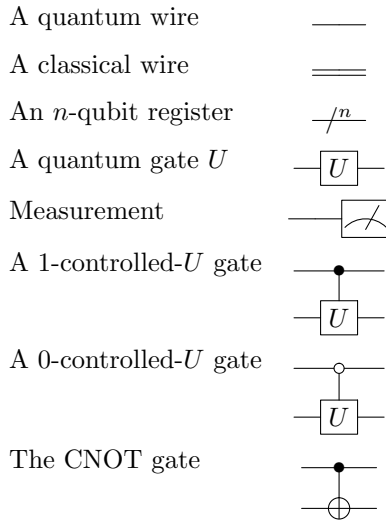 A quantum wire
A classical wire
An n-qubit register n
A quantum gate U U
Measurement
A 1-controlled-U gate
U
A 0-controlled-U gate
U
The CNOT gate